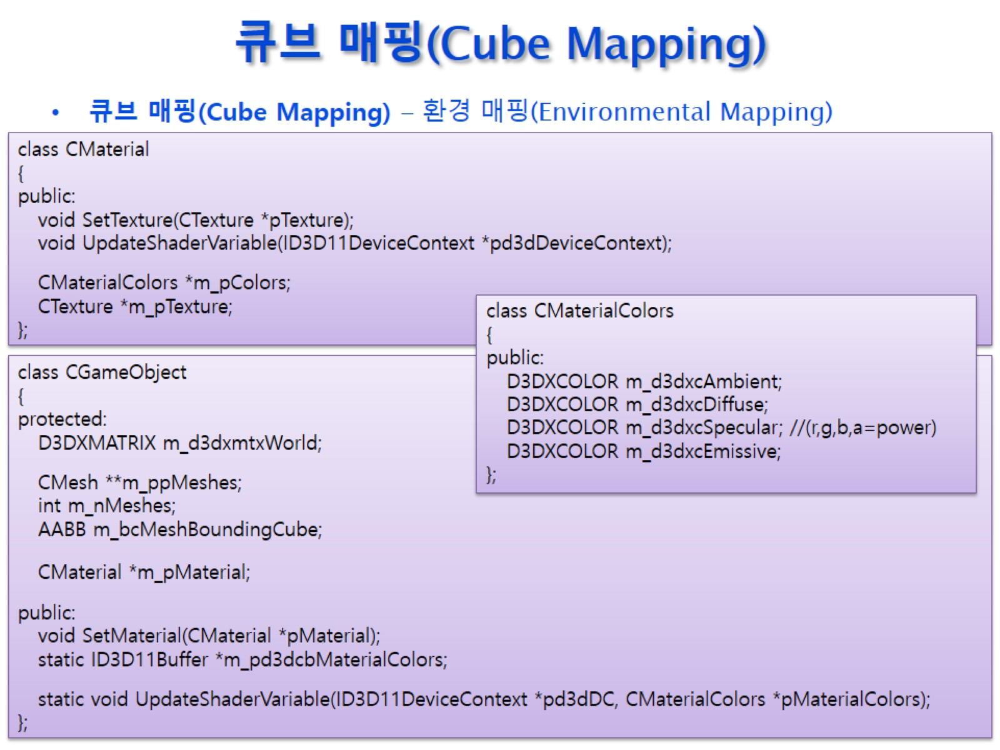 큐브 매핑(Cube Mapping)
• 큐브 매핑(Cube Mapping) – 환경 매핑(Environmental Mapping)
class CMaterial
{
public:
void SetTexture(CTexture *pTexture);
void UpdateShaderVariable(ID3D11DeviceContext *pd3dDeviceContext);
CMaterialColors *m_pColors;
CTexture *m_pTexture;
};
class CMaterialColors
{
public:
D3DXCOLOR m_d3dxcAmbient;
D3DXCOLOR m_d3dxcDiffuse;
D3DXCOLOR m_d3dxcSpecular; //(r,g,b,a=power)
D3DXCOLOR m_d3dxcEmissive;
};
class CGameObject
{
protected:
D3DXMATRIX m_d3dxmtxWorld;
CMesh **m_ppMeshes;
int m_nMeshes;
AABB m_bcMeshBoundingCube;
CMaterial *m_pMaterial;
public:
void SetMaterial(CMaterial *pMaterial);
static ID3D11Buffer *m_pd3dcbMaterialColors;
static void UpdateShaderVariable(ID3D11DeviceContext *pd3dDC, CMaterialColors *pMaterialColors);
};